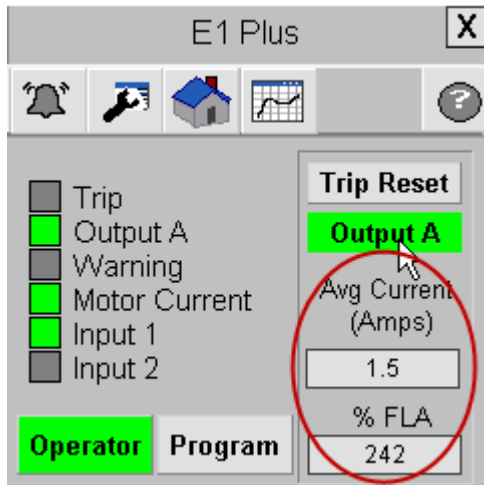 E1 Plus
X
?
Trip
Output A
Warning
Motor Current
Input 1
Input 2
Trip Reset
Output A
Avg Current
(Amps)
1.5
% FLA
242
Operator
Program